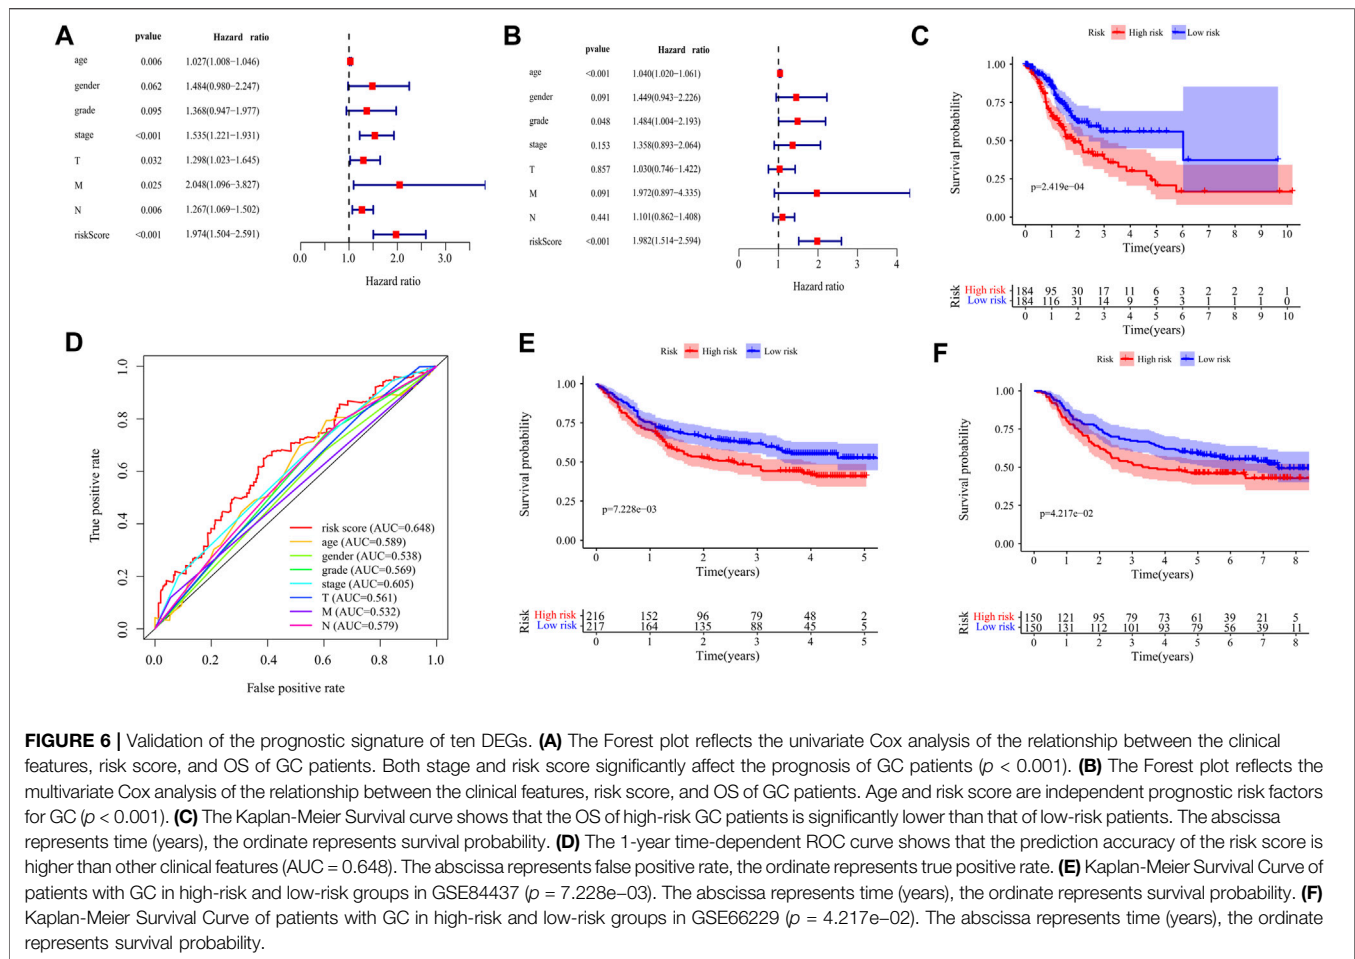 A
pvalue Hazard ratio
age 0.006 1.027(1.008−1.046)
gender 0.062 1.484(0.980−2.247)
grade 0.095 1.368(0.947−1.977)
stage <0.001 1.535(1.221−1.931)
T 0.032 1.298(1.023−1.645)
M 0.025 2.048(1.096−3.827)
N 0.006 1.267(1.069−1.502)
riskScore <0.001 1.974(1.504−2.591)
0.0 1.0 2.0 3.0
Hazard ratio
B
pvalue Hazard ratio
age <0.001 1.040(1.020−1.061)
gender 0.091 1.449(0.943−2.226)
grade 0.048 1.484(1.004−2.193)
stage 0.153 1.358(0.893−2.064)
T 0.857 1.030(0.746−1.422)
M 0.091 1.972(0.897−4.335)
N 0.441 1.101(0.862−1.408)
riskScore <0.001 1.982(1.514−2.594)
0.0 1 2 3 4
Hazard ratio
C
Risk High risk Low risk
Survival probability
1.00
0.75
0.50
0.25
0.00
p=2.419e−04
0 1 2 3 4 5 6 7 8 9 10
Time(years)
Risk
High risk 184 95 30 17 11 6 3 2 2 2 1
Low risk 184 116 31 14 9 5 3 1 1 1 0
0 1 2 3 4 5 6 7 8 9 10
Time(years)
D
True positive rate
1.0
0.8
0.6
0.4
0.2
0.0
risk score (AUC=0.648)
age (AUC=0.589)
gender (AUC=0.538)
grade (AUC=0.569)
stage (AUC=0.605)
T (AUC=0.561)
M (AUC=0.532)
N (AUC=0.579)
0.0 0.2 0.4 0.6 0.8 1.0
False positive rate
E
Risk High risk Low risk
Survival probability
1.00
0.75
0.50
0.25
0.00
p=7.228e−03
0 1 2 3 4 5
Time(years)
Risk
High risk 216 152 96 79 48 2
Low risk 217 164 135 88 45 5
0 1 2 3 4 5
Time(years)
F
Risk High risk Low risk
Survival probability
1.00
0.75
0.50
0.25
0.00
p=4.217e−02
0 1 2 3 4 5 6 7 8
Time(years)
Risk
High risk 150 121 95 79 73 61 39 21 5
Low risk 150 131 112 101 93 79 56 39 11
0 1 2 3 4 5 6 7 8
Time(years)
FIGURE 6 | Validation of the prognostic signature of ten DEGs. (A) The Forest plot reflects the univariate Cox analysis of the relationship between the clinical
features, risk score, and OS of GC patients. Both stage and risk score significantly affect the prognosis of GC patients (p < 0.001). (B) The Forest plot reflects the
multivariate Cox analysis of the relationship between the clinical features, risk score, and OS of GC patients. Age and risk score are independent prognostic risk factors
for GC (p < 0.001). (C) The Kaplan-Meier Survival curve shows that the OS of high-risk GC patients is significantly lower than that of low-risk patients. The abscissa
represents time (years), the ordinate represents survival probability. (D) The 1-year time-dependent ROC curve shows that the prediction accuracy of the risk score is
higher than other clinical features (AUC = 0.648). The abscissa represents false positive rate, the ordinate represents true positive rate. (E) Kaplan-Meier Survival Curve of
patients with GC in high-risk and low-risk groups in GSE84437 (p = 7.228e−03). The abscissa represents time (years), the ordinate represents survival probability. (F)
Kaplan-Meier Survival Curve of patients with GC in high-risk and low-risk groups in GSE66229 (p = 4.217e−02). The abscissa represents time (years), the ordinate
represents survival probability.